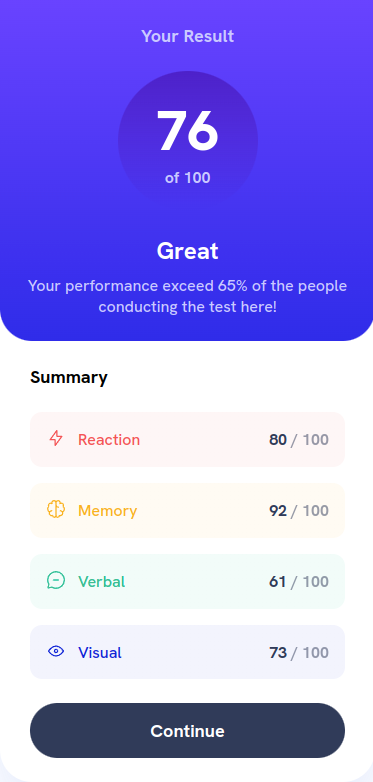 Your Result
76
of 100
Great
Your performance exceed 65% of the people
conducting the test here!
Summary
Reaction 80 / 100
Memory 92 / 100
Verbal 61 / 100
Visual 73 / 100
Continue